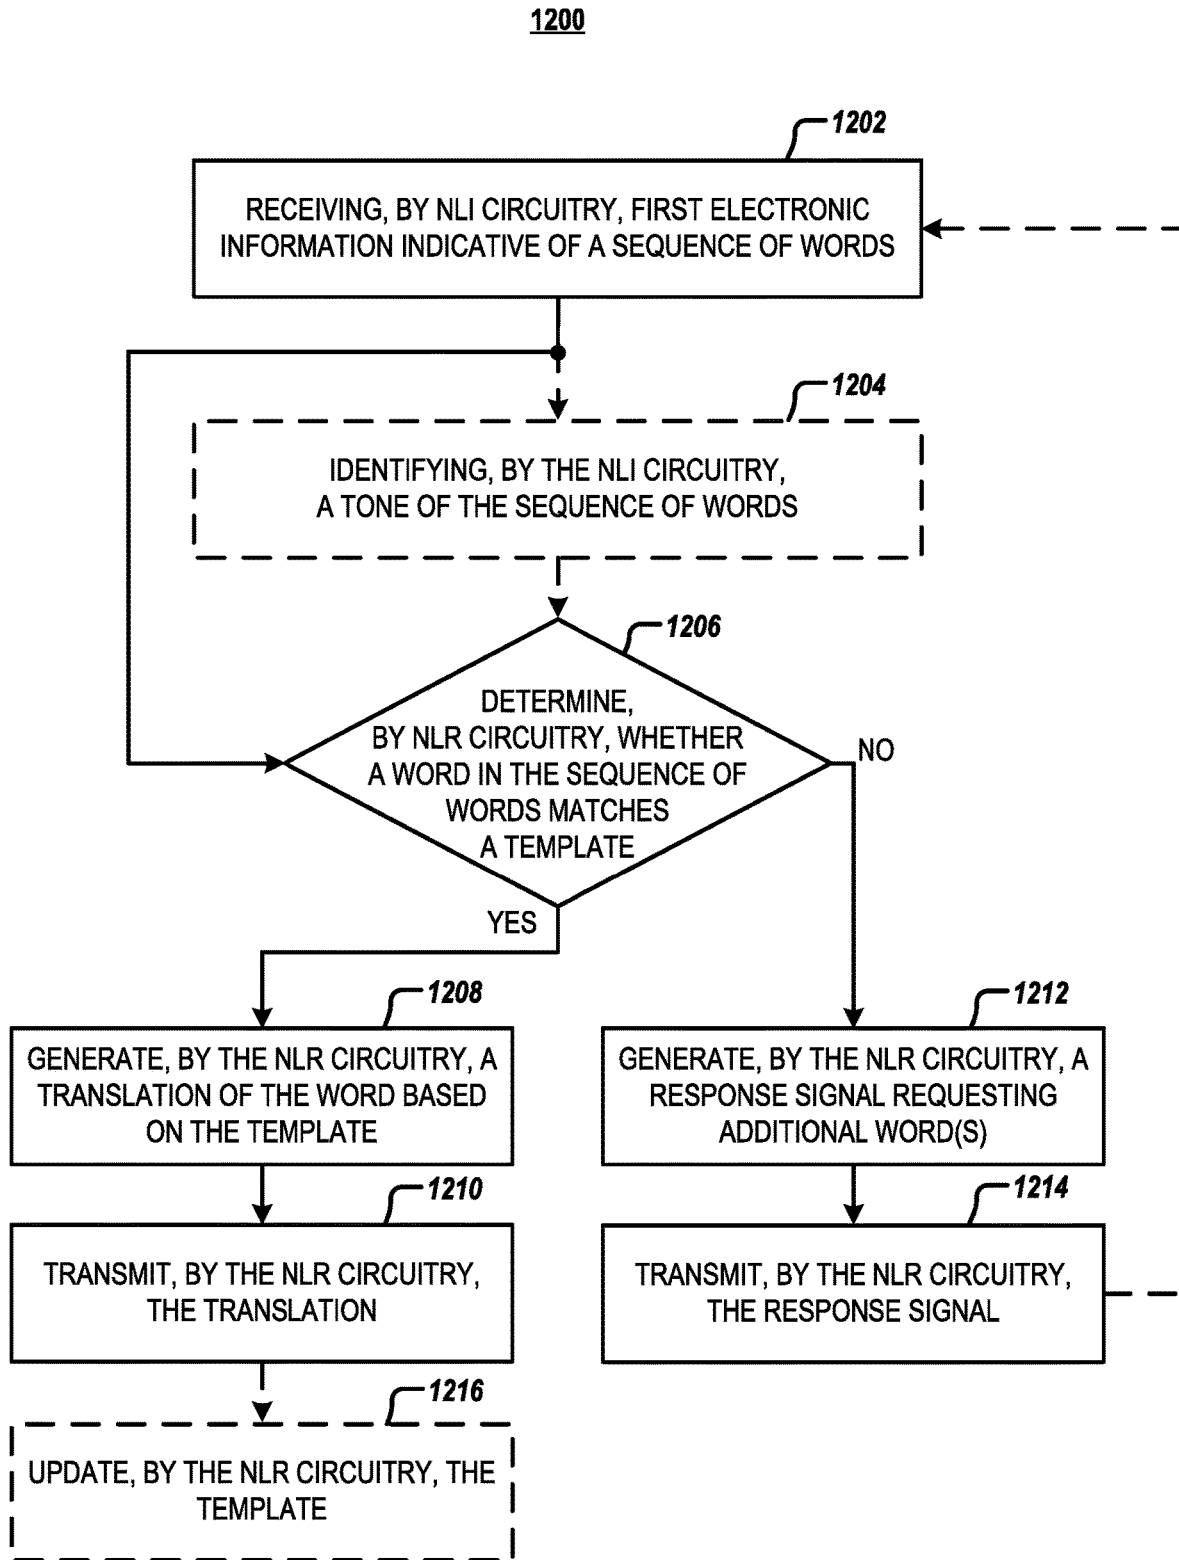 1200
1202
RECEIVING, BY NLI CIRCUITRY, FIRST ELECTRONIC
INFORMATION INDICATIVE OF A SEQUENCE OF WORDS
1204
IDENTIFYING, BY THE NLI CIRCUITRY,
A TONE OF THE SEQUENCE OF WORDS
1206
DETERMINE,
BY NLR CIRCUITRY, WHETHER
A WORD IN THE SEQUENCE OF
WORDS MATCHES
A TEMPLATE
NO
YES
1208
GENERATE, BY THE NLR CIRCUITRY, A
TRANSLATION OF THE WORD BASED
ON THE TEMPLATE
1212
GENERATE, BY THE NLR CIRCUITRY, A
RESPONSE SIGNAL REQUESTING
ADDITIONAL WORD(S)
1210
TRANSMIT, BY THE NLR CIRCUITRY,
THE TRANSLATION
1214
TRANSMIT, BY THE NLR CIRCUITRY,
THE RESPONSE SIGNAL
1216
UPDATE, BY THE NLR CIRCUITRY, THE
TEMPLATE